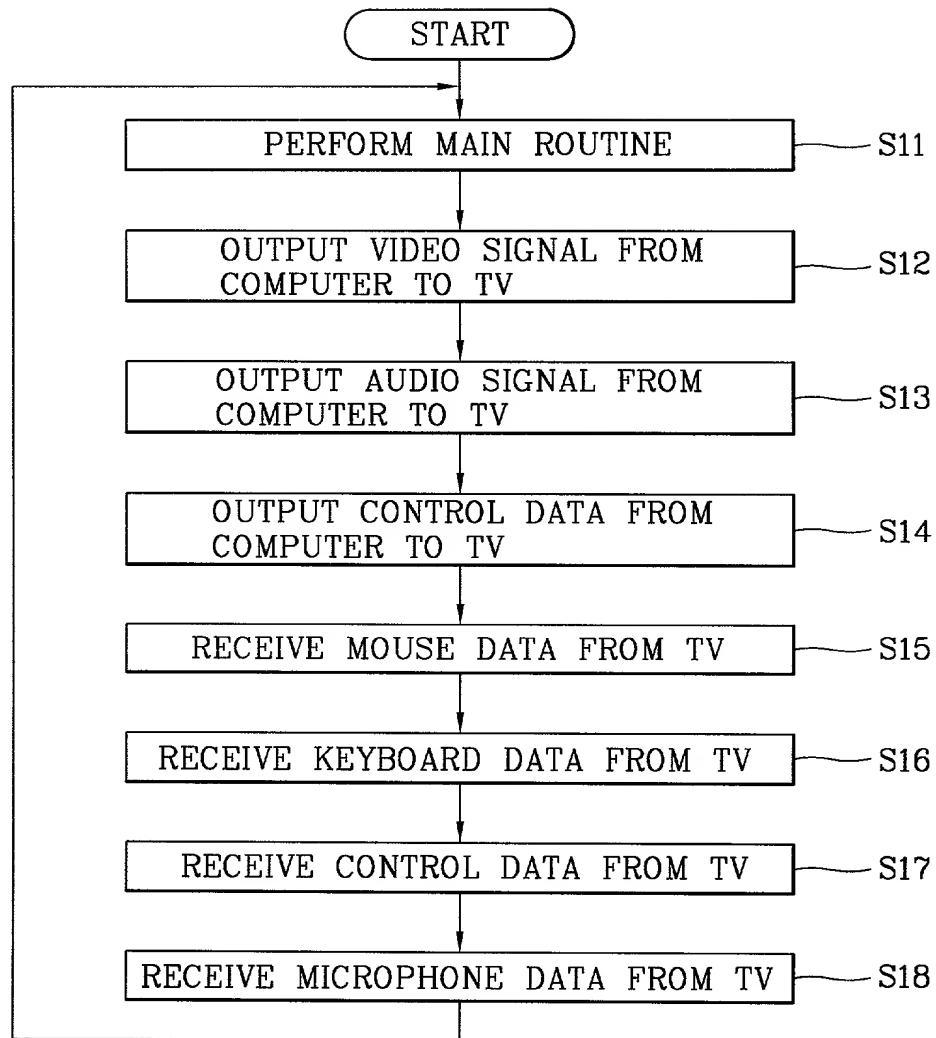 START
PERFORM MAIN ROUTINE
S11
OUTPUT VIDEO SIGNAL FROM
COMPUTER TO TV
S12
OUTPUT AUDIO SIGNAL FROM
COMPUTER TO TV
S13
OUTPUT CONTROL DATA FROM
COMPUTER TO TV
S14
RECEIVE MOUSE DATA FROM TV
S15
RECEIVE KEYBOARD DATA FROM TV
S16
RECEIVE CONTROL DATA FROM TV
S17
RECEIVE MICROPHONE DATA FROM TV
S18